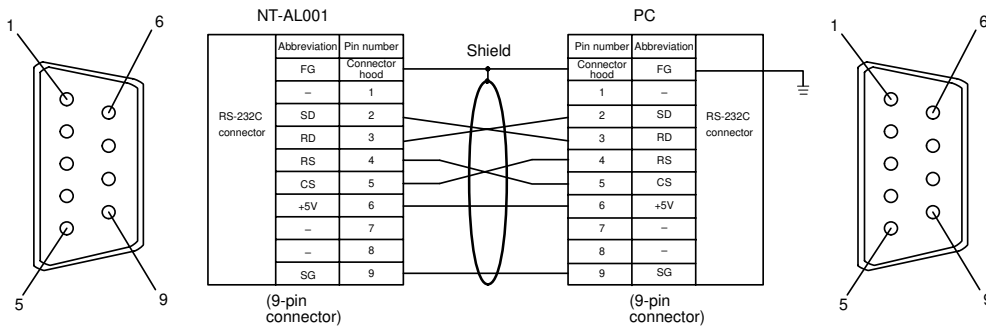 NT-AL001
PC
1
6
5
9
Abbreviation Pin number
FG Connector hood
– 1
SD 2
RD 3
RS 4
CS 5
+5V 6
– 7
– 8
SG 9
RS-232C
connector
(9-pin
connector)
Shield
Pin number Abbreviation
Connector hood FG
1 –
2 SD
3 RD
4 RS
5 CS
6 +5V
7 –
8 –
9 SG
RS-232C
connector
(9-pin
connector)
1
6
5
9